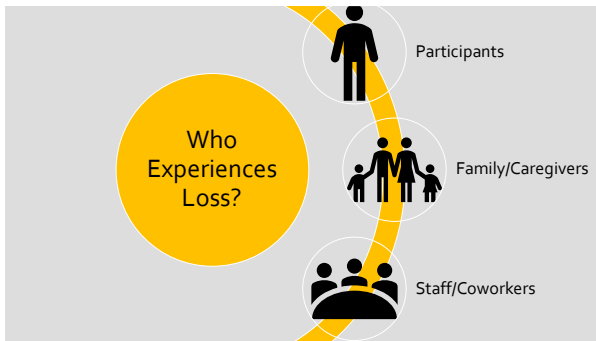 Who
Experiences
Loss?
Participants
Family/Caregivers
Staff/Coworkers